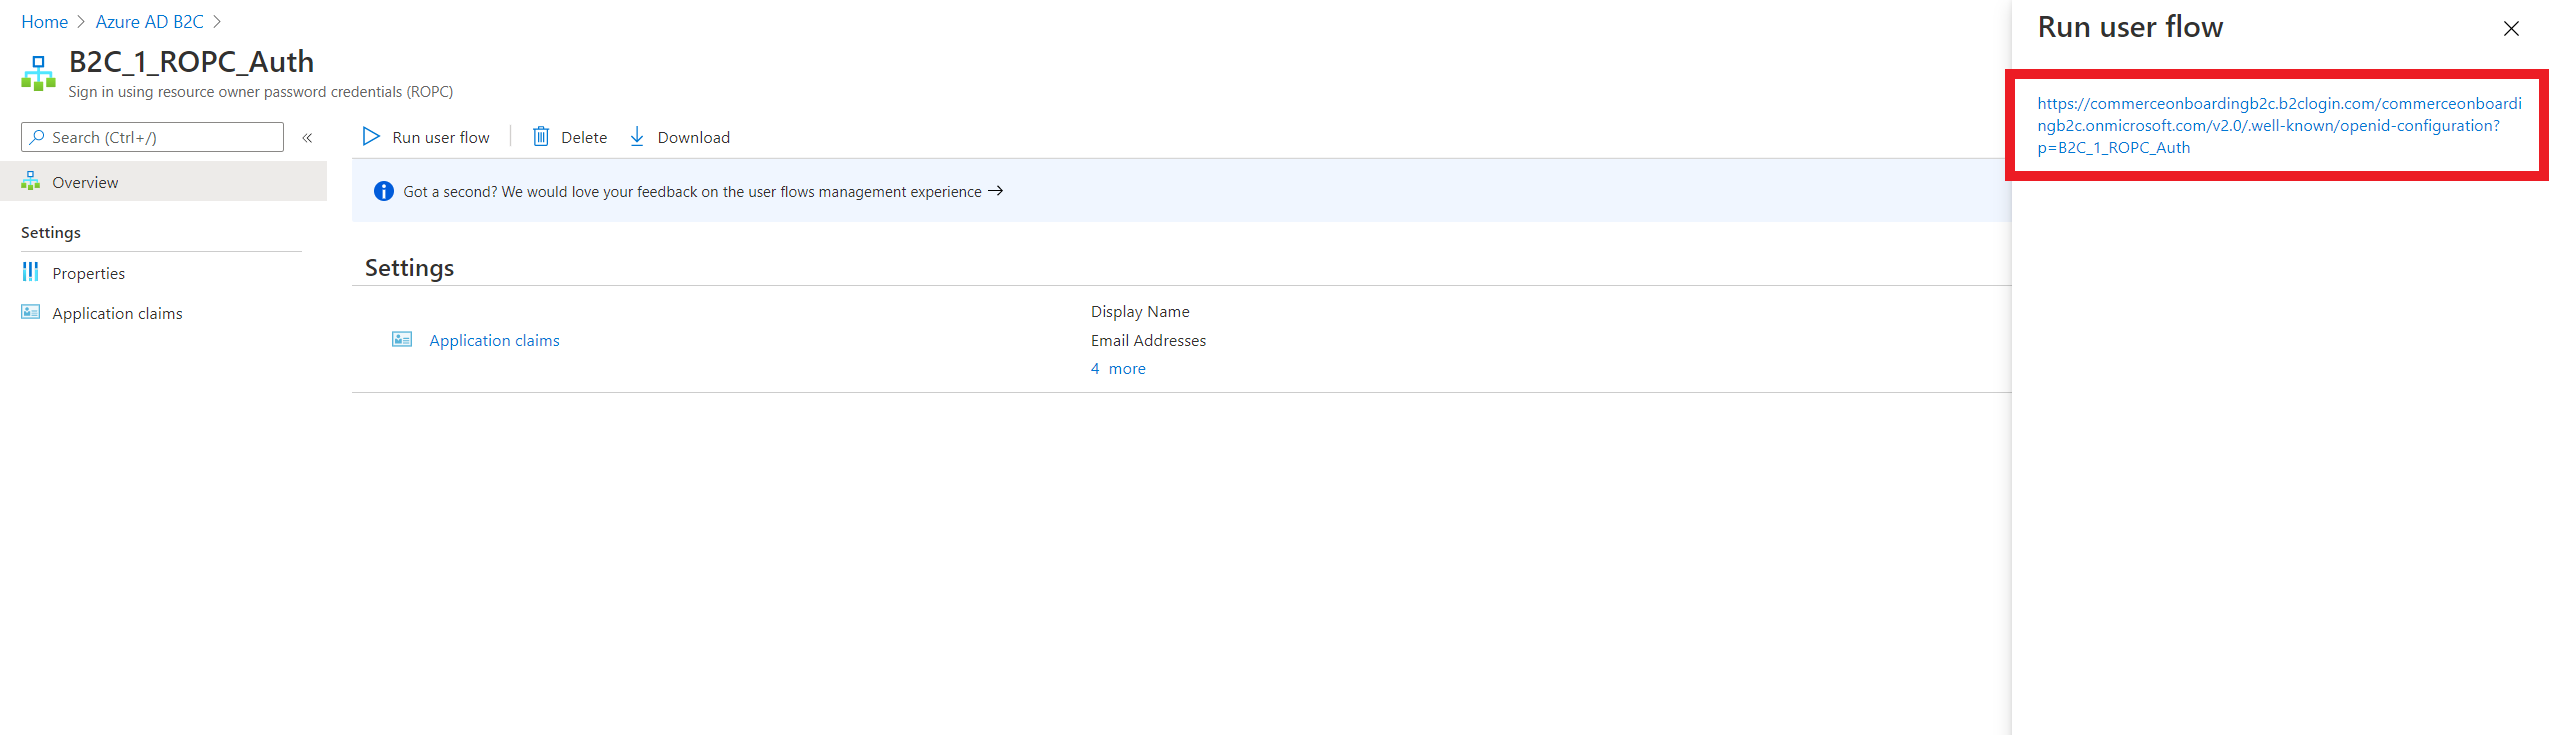 Home > Azure AD B2C >
B2C_1_ROPC_Auth
Sign in using resource owner password credentials (ROPC)
Search (Ctrl+/) «
Overview
Settings
Properties
Application claims
Run user flow | Delete Download
Got a second? We would love your feedback on the user flows management experience →
Settings
Application claims
Display Name
Email Addresses
4 more
Run user flow
https://commerceonboardingb2c.b2clogin.com/commerceonboardi
ngb2c.onmicrosoft.com/v2.0/.well-known/openid-configuration?
p=B2C_1_ROPC_Auth